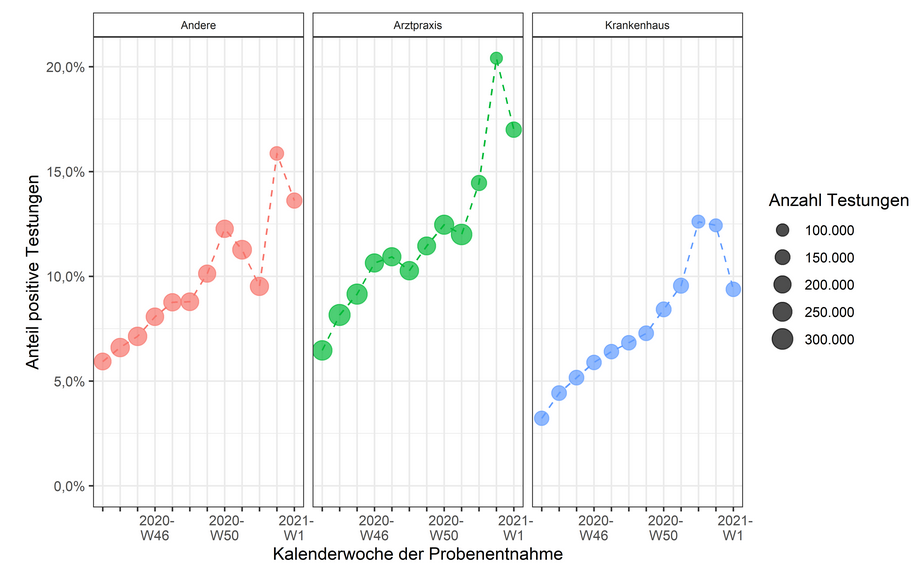 Andere
Arztpraxis
Krankenhaus
Anteil positive Testungen
20,0%
15,0%
10,0%
5,0%
0,0%
2020-
W46
2020-
W50
2021-
W1
2020-
W46
2020-
W50
2021-
W1
2020-
W46
2020-
W50
2021-
W1
Kalenderwoche der Probenentnahme
Anzahl Testungen
100.000
150.000
200.000
250.000
300.000